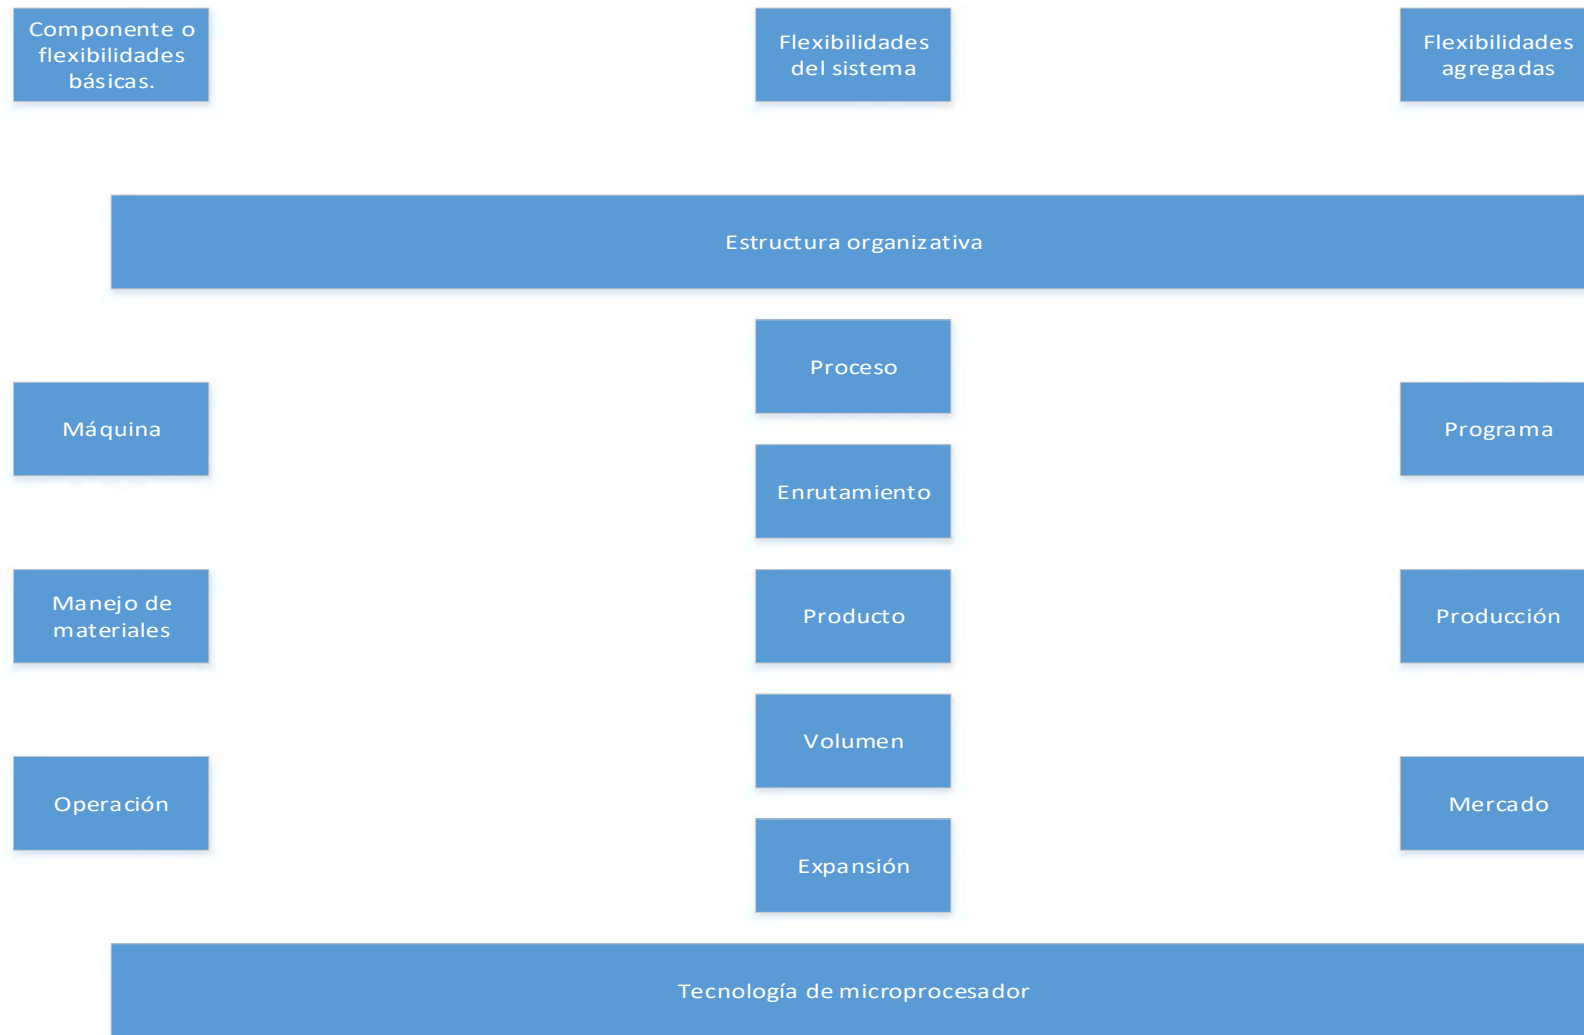 Componente o
flexibilidades
básicas.
Flexibilidades
del sistema
Flexibilidades
agregadas
Estructura organizativa
Proceso
Máquina
Programa
Enrutamiento
Manejo de
materiales
Producto
Producción
Volumen
Operación
Mercado
Expansión
Tecnología de microprocesador